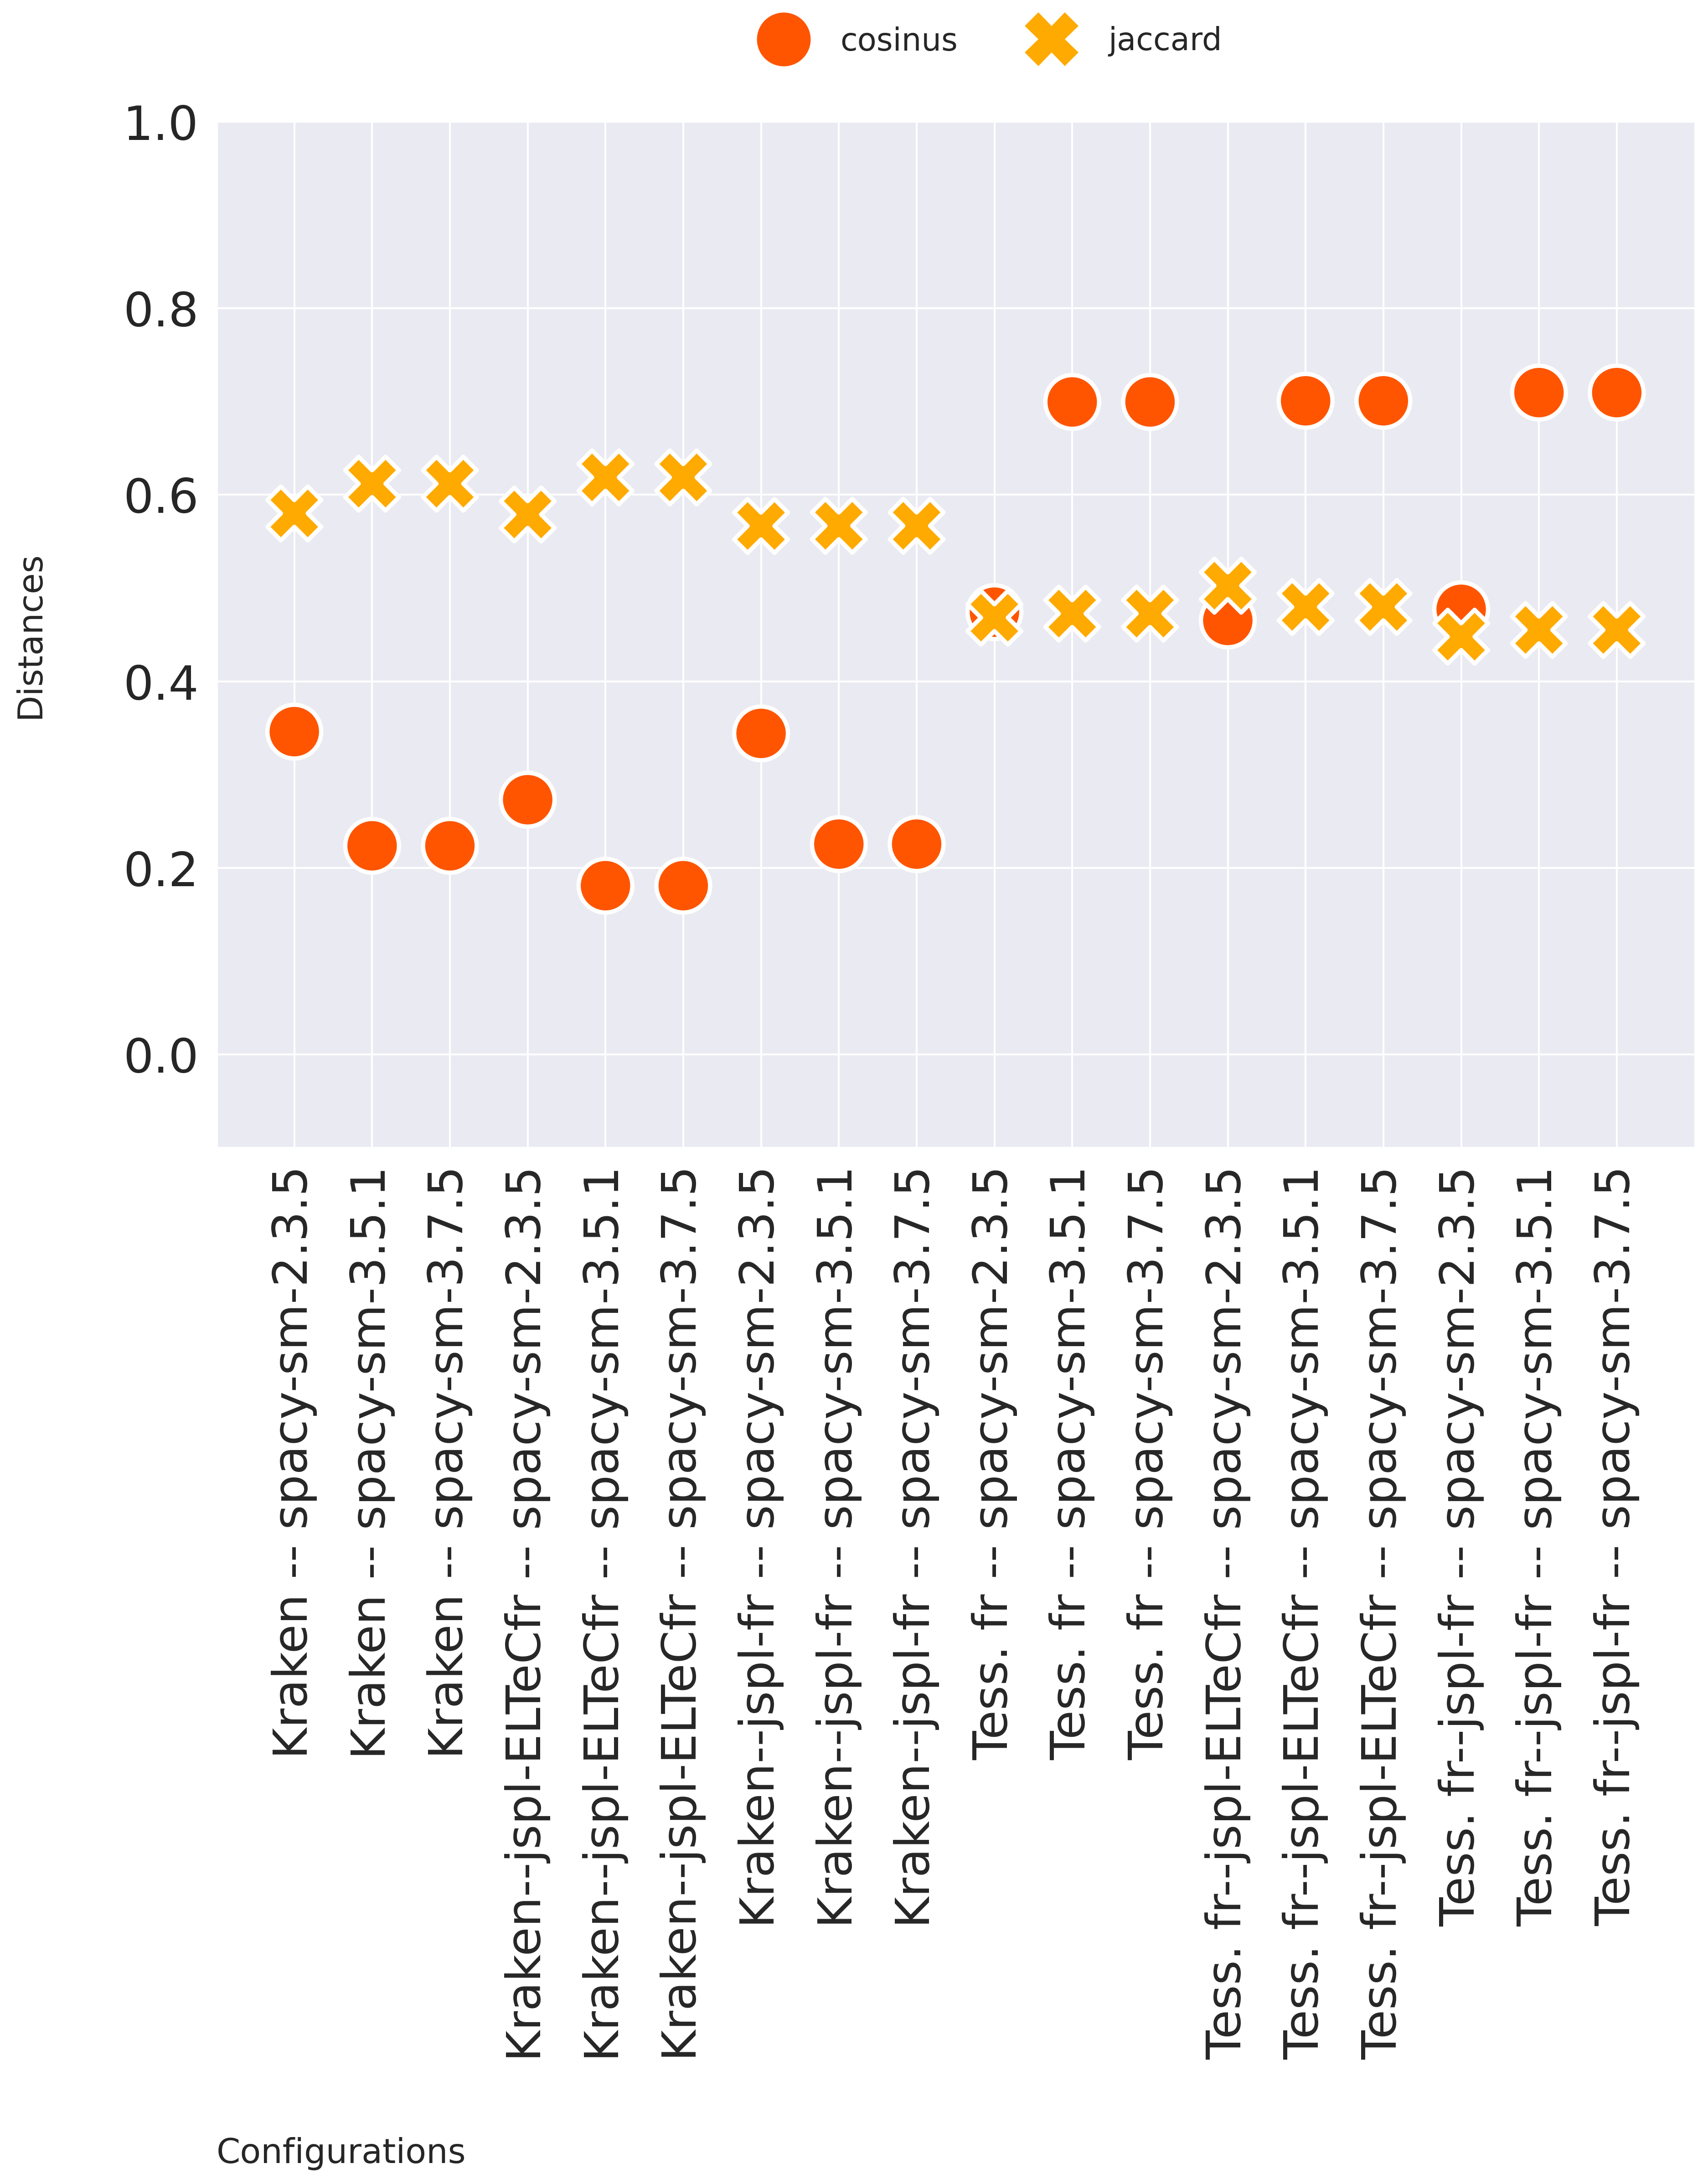 cosinus jaccard
1.0
0.8
0.6
0.4
0.2
0.0
Distances
Kraken -- spacy-sm-2.3.5
Kraken -- spacy-sm-3.5.1
Kraken -- spacy-sm-3.7.5
Kraken--jspl-ELTeCfr -- spacy-sm-2.3.5
Kraken--jspl-ELTeCfr -- spacy-sm-3.5.1
Kraken--jspl-ELTeCfr -- spacy-sm-3.7.5
Kraken--jspl-fr -- spacy-sm-2.3.5
Kraken--jspl-fr -- spacy-sm-3.5.1
Kraken--jspl-fr -- spacy-sm-3.7.5
Tess. fr -- spacy-sm-2.3.5
Tess. fr -- spacy-sm-3.5.1
Tess. fr -- spacy-sm-3.7.5
Tess. fr--jspl-ELTeCfr -- spacy-sm-2.3.5
Tess. fr--jspl-ELTeCfr -- spacy-sm-3.5.1
Tess. fr--jspl-ELTeCfr -- spacy-sm-3.7.5
Tess. fr--jspl-fr -- spacy-sm-2.3.5
Tess. fr--jspl-fr -- spacy-sm-3.5.1
Tess. fr--jspl-fr -- spacy-sm-3.7.5
Configurations